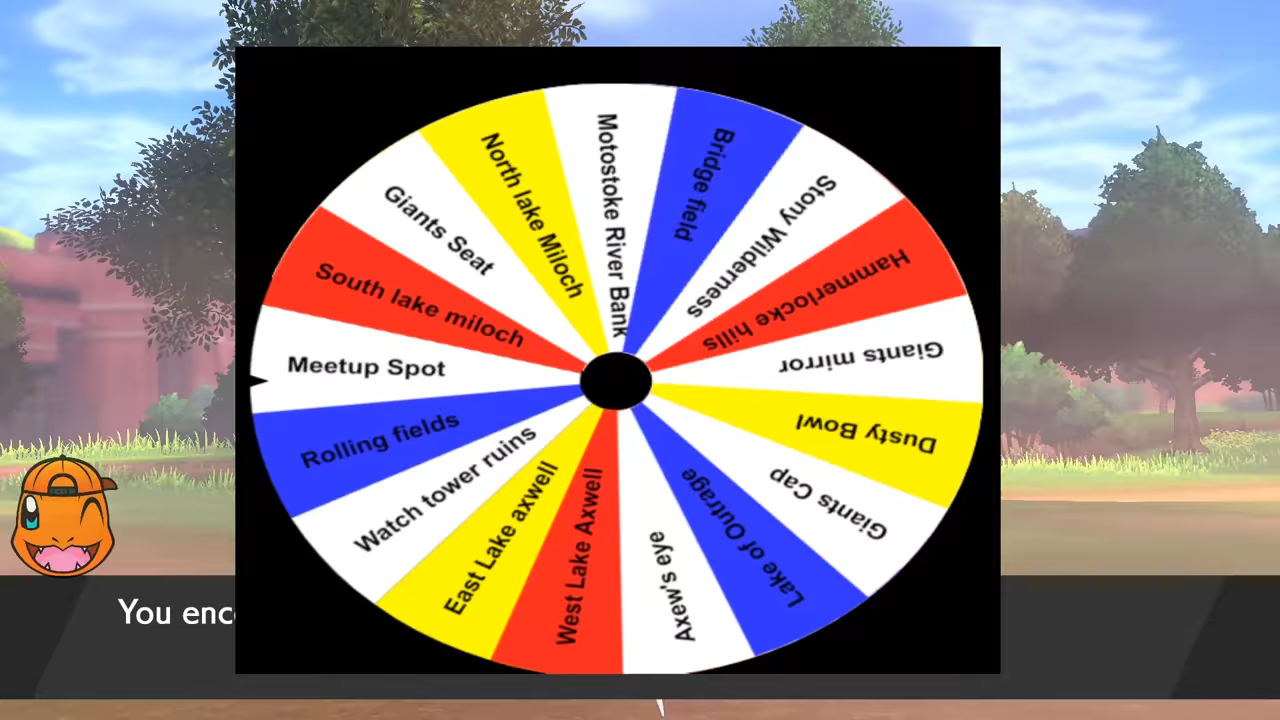 Motostoke River Bank
Bridge field
Stony Wilderness
Hammerlocke hills
Giants mirror
Dusty Bowl
Giants Cap
Lake of Outrage
Axew's eye
West Lake Axwell
East Lake axwell
Watch tower ruins
Rolling fields
Meetup Spot
South lake miloch
Giants Seat
North lake Miloch
You enc